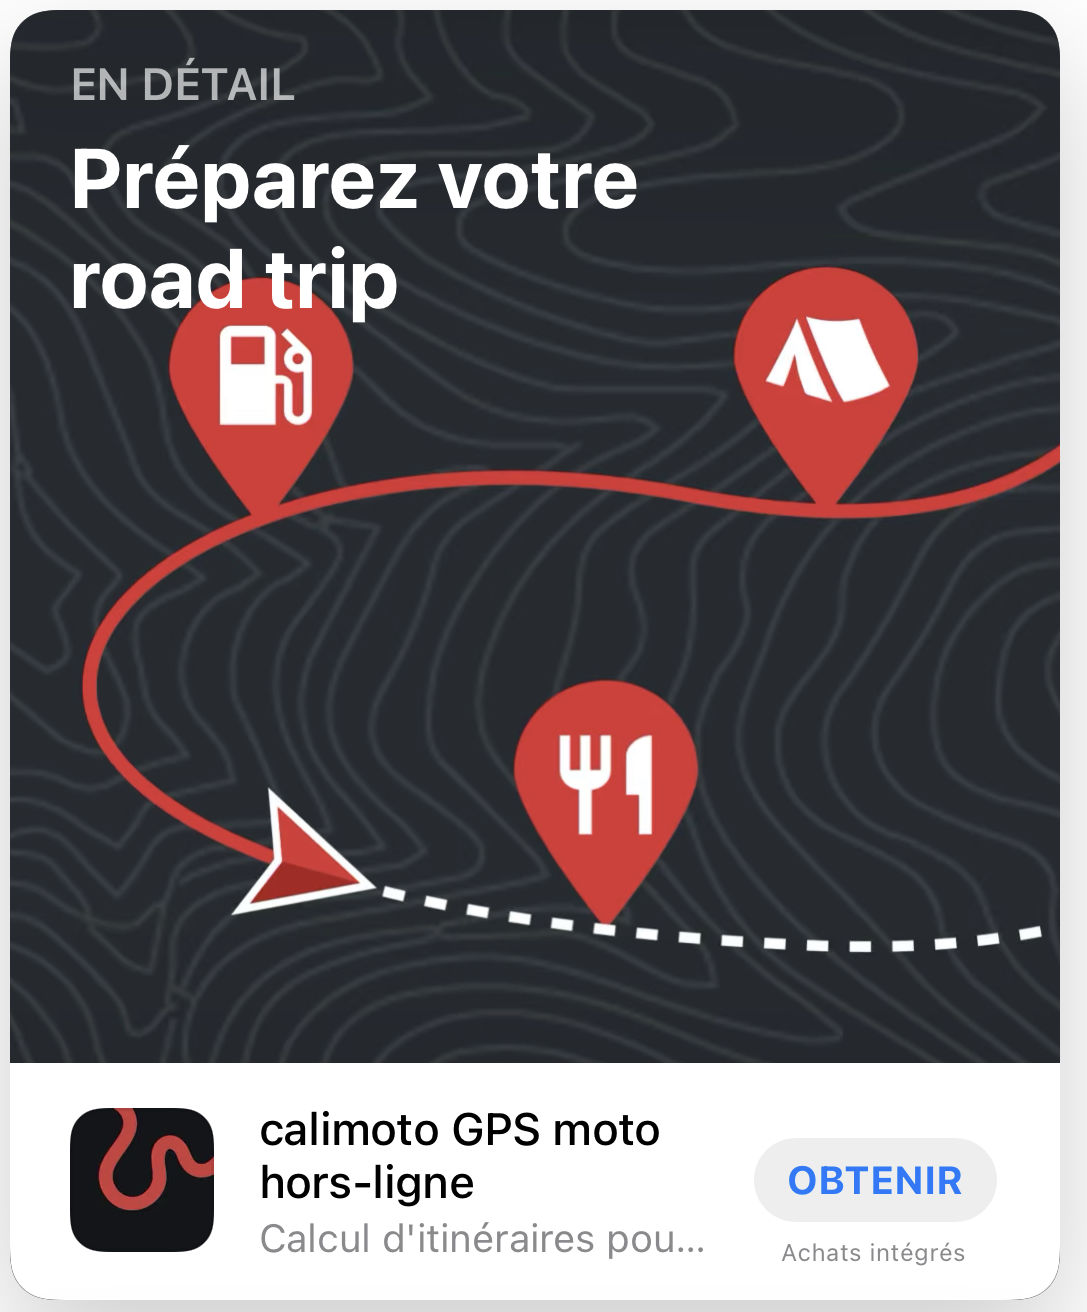 EN DÉTAIL
Préparez votre
road trip
calimoto GPS moto
hors-ligne
Calcul d'itinéraires pou...
OBTENIR
Achats intégrés